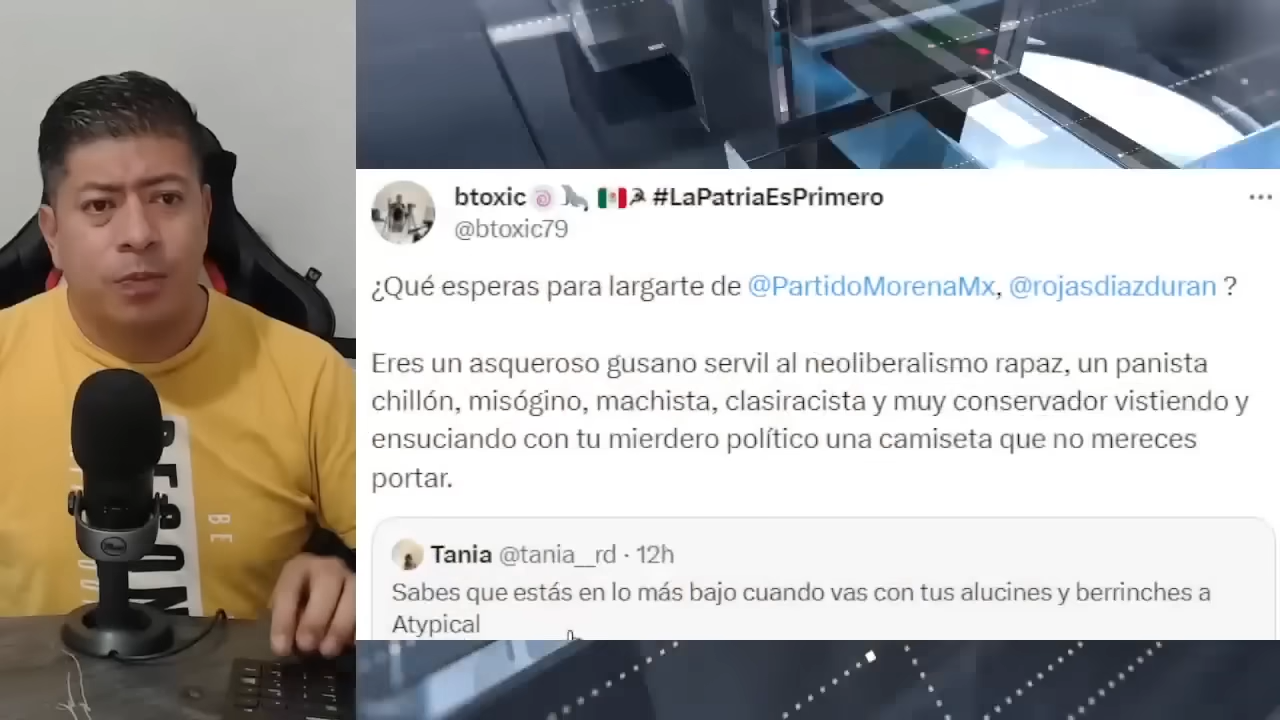 btoxic #LaPatriaEsPrimero
@btoxic79
¿Qué esperas para largarte de @PartidoMorenaMx, @rojasdiazduran ?
Eres un asqueroso gusano servil al neoliberalismo rapaz, un panista
chillón, misógino, machista, clasiracista y muy conservador vistiendo y
ensuciando con tu mierdero político una camiseta que no mereces
portar.
Tania @tania__rd · 12h
Sabes que estás en lo más bajo cuando vas con tus alucines y berrinches a
Atypical
BE